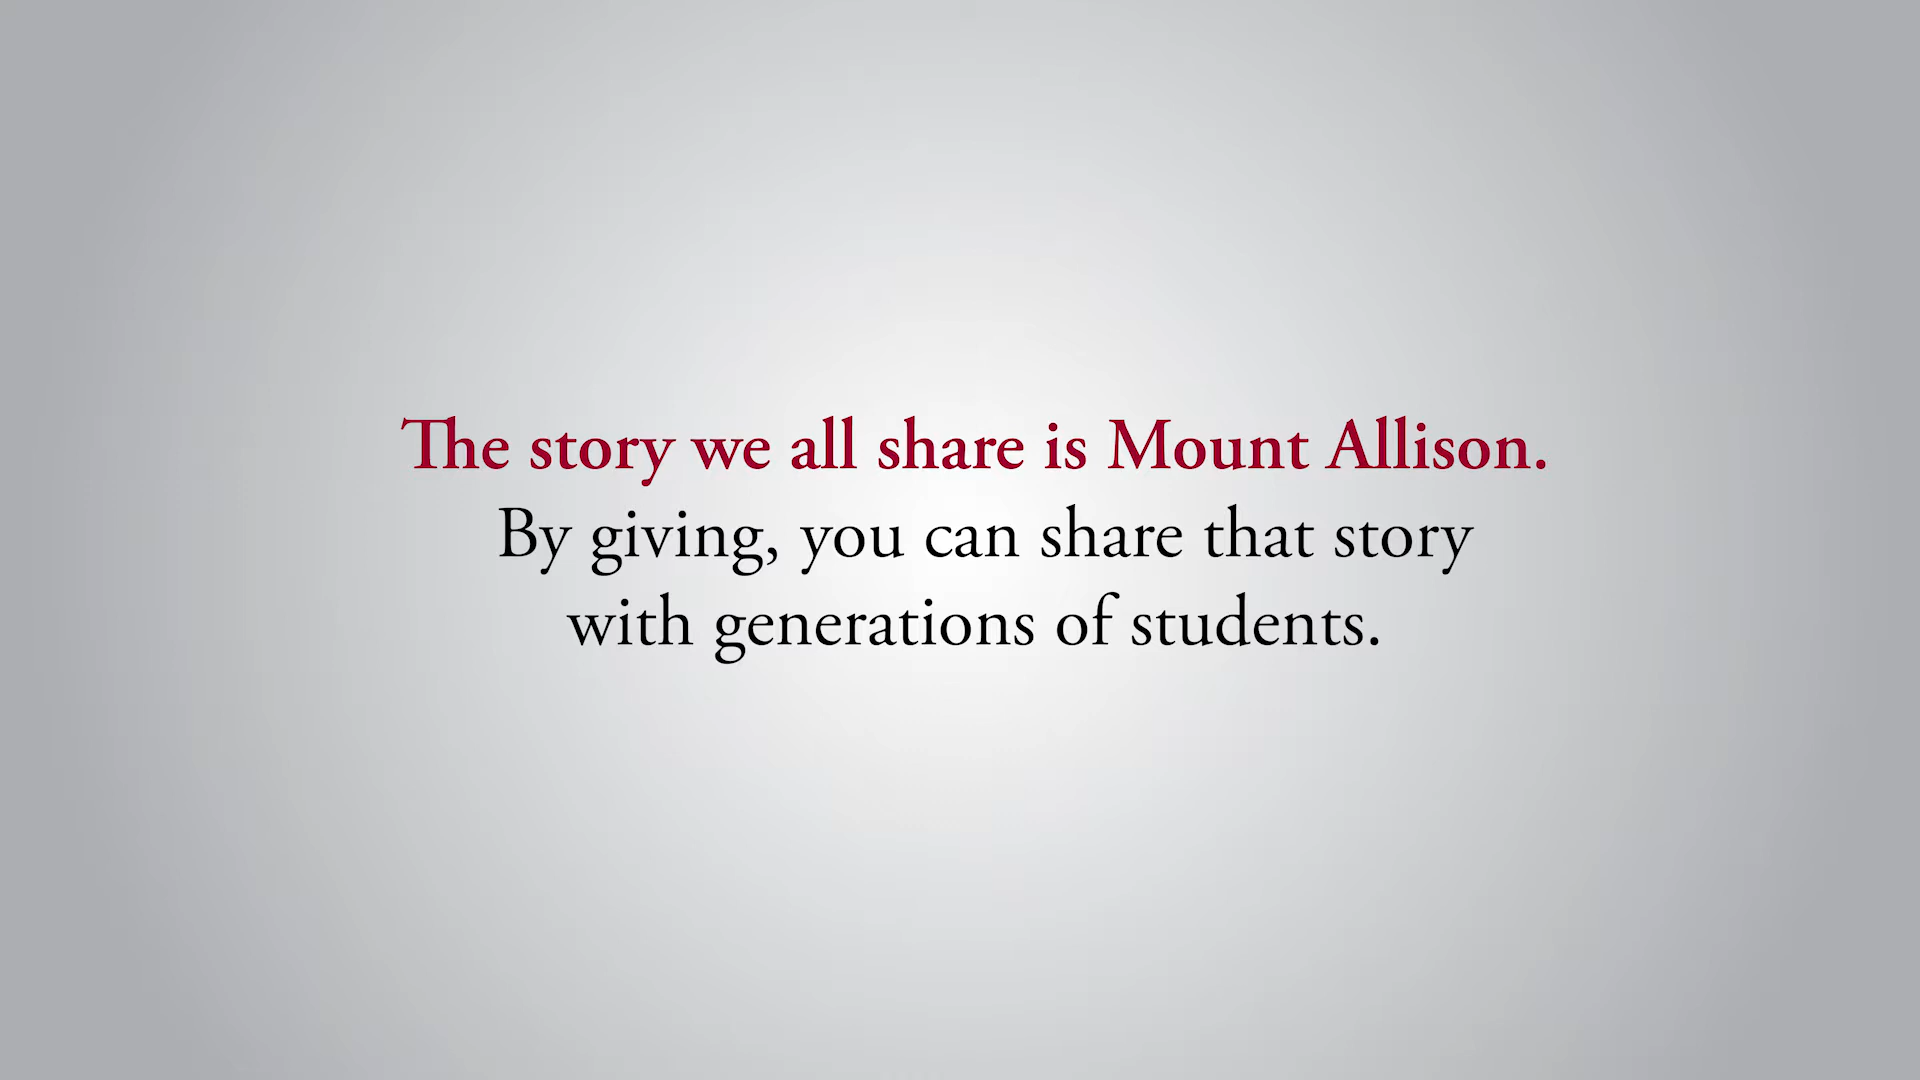 The story we all share is Mount Allison.
By giving, you can share that story
with generations of students.